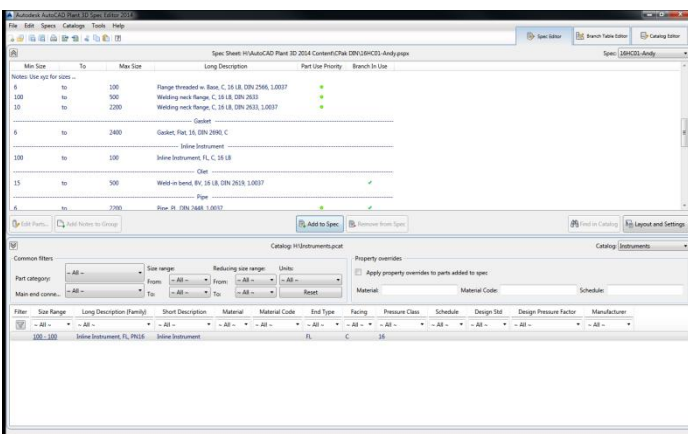 Autodesk AutoCAD Plant 3D Spec Editor 2014
File Edit Specs Catalogs Tools Help
Spec Editor Branch Table Editor Catalog Editor
Spec Sheet: H:\AutoCAD Plant 3D 2014 Content\CPak DIN\16HC01-Andy.pspx Spec: 16HC01-Andy
Min Size To Max Size Long Description Part Use Priority Branch In Use
Notes: Use xyz for sizes ...
6 to 100 Flange threaded w. Base, C, 16 LB, DIN 2566, 1.0037
100 to 500 Welding neck flange, C, 16 LB, DIN 2633
10 to 2200 Welding neck flange, C, 16 LB, DIN 2633, 1.0037
Gasket
6 to 2400 Gasket, Flat, 16, DIN 2690, C
Inline Instrument
100 to 100 Inline Instrument, FL, C, 16 LB
Olet
15 to 500 Weld-in bend, BV, 16 LB, DIN 2619, 1.0037
Pipe
6 to 2200 Pipe, PL, DIN 2448, 1.0037
Edit Parts... Add Notes to Group Add to Spec Remove from Spec Find in Catalog Layout and Settings
Catalog: H:\Instruments.pcat Catalog: Instruments
Common filters Property overrides
Part category: ~ All ~ Size range: Reducing size range: Units: Apply property overrides to parts added to spec
From: ~ All ~ From: ~ All ~ ~ All ~
Main end conne... ~ All ~ To: ~ All ~ To: ~ All ~ Reset Material: Material Code: Schedule:
Filter Size Range Long Description (Family) Short Description Material Material Code End Type Facing Pressure Class Schedule Design Std Design Pressure Factor Manufacturer
~ All ~ ~ All ~ ~ All ~ ~ All ~ ~ All ~ ~ All ~ ~ All ~ ~ All ~ ~ All ~ ~ All ~ ~ All ~ ~ All ~
100 - 100 Inline Instrument, FL, PN16 Inline Instrument FL C 16